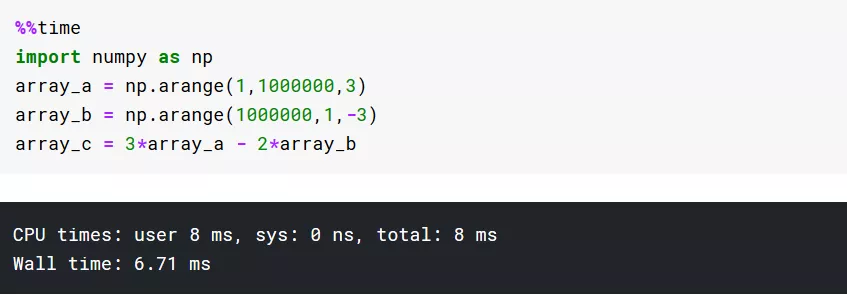 %%time
import numpy as np
array_a = np.arange(1,1000000,3)
array_b = np.arange(1000000,1,-3)
array_c = 3*array_a - 2*array_b
CPU times: user 8 ms, sys: 0 ns, total: 8 ms
Wall time: 6.71 ms